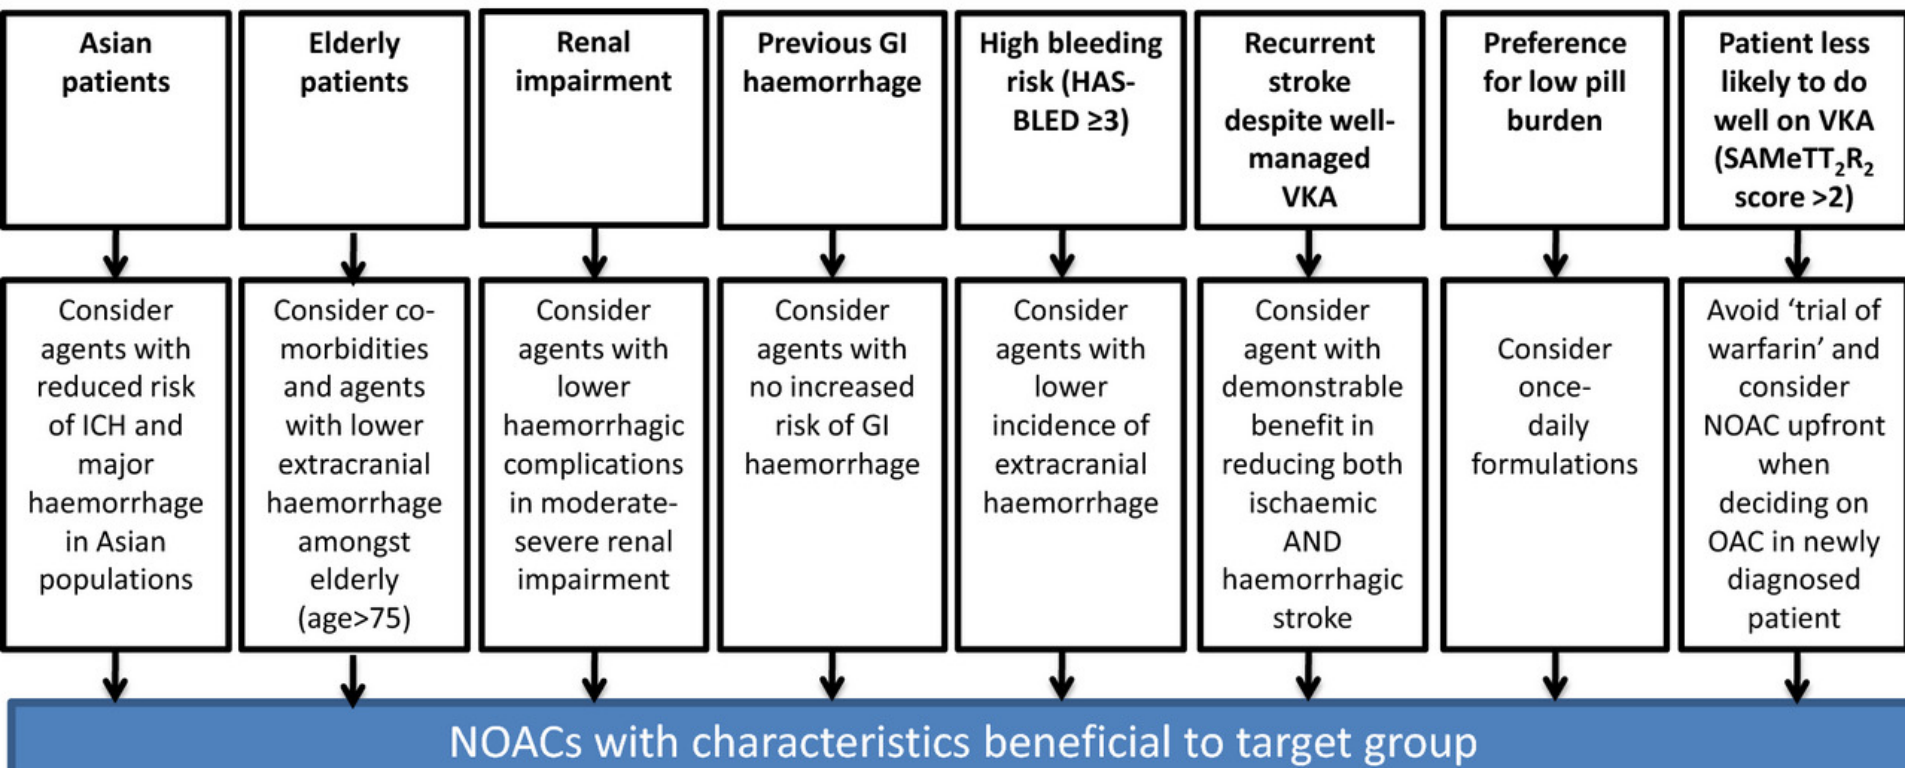 Asian
patients
Elderly
patients
Renal
impairment
Previous GI
haemorrhage
High bleeding
risk (HAS-
BLED ≥3)
Recurrent
stroke
despite well-
managed
VKA
Preference
for low pill
burden
Patient less
likely to do
well on VKA
(SAMeTT₂R₂
score >2)
Consider
agents with
reduced risk
of ICH and
major
haemorrhage
in Asian
populations
Consider co-
morbidities
and agents
with lower
extracranial
haemorrhage
amongst
elderly
(age>75)
Consider
agents with
lower
haemorrhagic
complications
in moderate-
severe renal
impairment
Consider
agents with
no increased
risk of GI
haemorrhage
Consider
agents with
lower
incidence of
extracranial
haemorrhage
Consider
agent with
demonstrable
benefit in
reducing both
ischaemic
AND
haemorrhagic
stroke
Consider
once-
daily
formulations
Avoid ‘trial of
warfarin’ and
consider
NOAC upfront
when
deciding on
OAC in newly
diagnosed
patient
NOACs with characteristics beneficial to target group